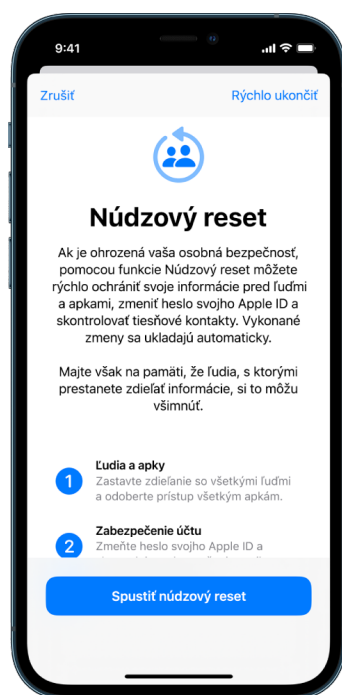 9:41
Zrušiť
Rýchlo ukončiť
Núdzový reset
Ak je ohrozená vaša osobná bezpečnosť,
pomocou funkcie Núdzový reset môžete
rýchlo ochrániť svoje informácie pred ľuďmi
a apkami, zmeniť heslo svojho Apple ID a
skontrolovať tiesňové kontakty. Vykonané
zmeny sa ukladajú automaticky.
Majte však na pamäti, že ľudia, s ktorými
prestanete zdieľať informácie, si to môžu
všimnúť.
1
Ľudia a apky
Zastavte zdieľanie so všetkými ľuďmi
a odoberte prístup všetkým apkám.
2
Zabezpečenie účtu
Zmeňte heslo svojho Apple ID a
Spustiť núdzový reset